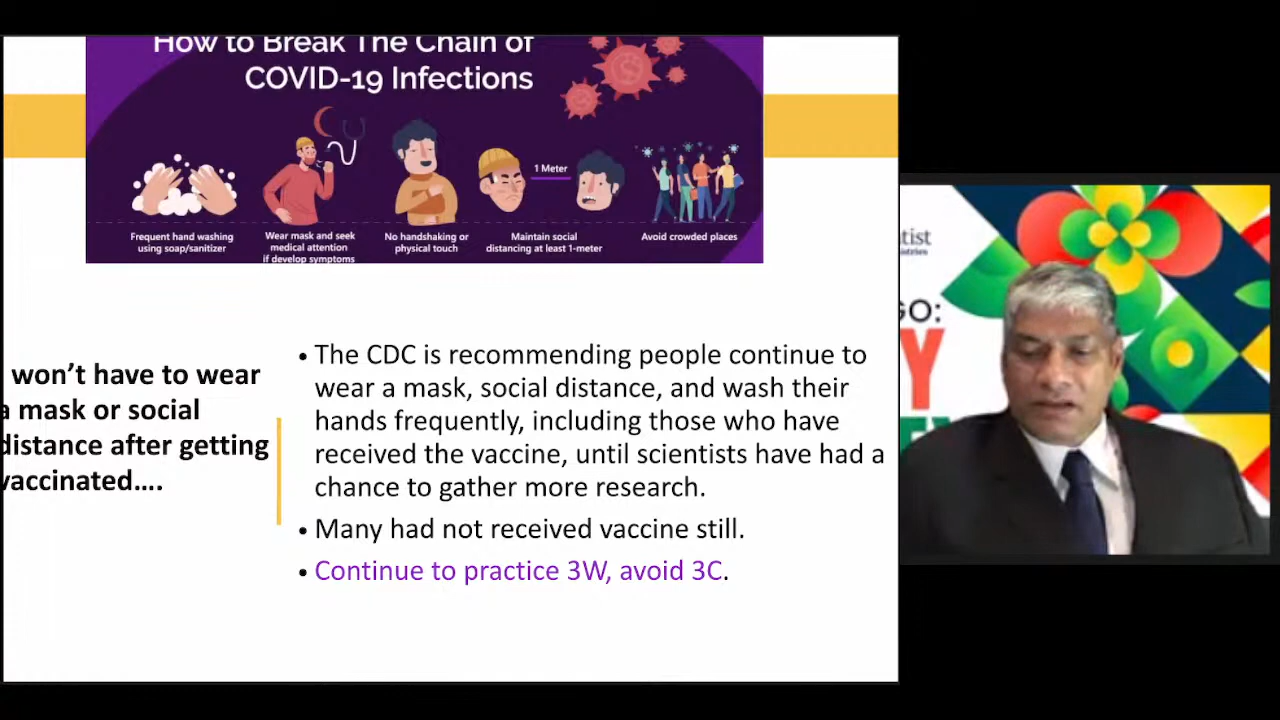 How to Break The Chain of
COVID-19 Infections
1 Meter
Frequent hand washing
using soap/sanitizer
Wear mask and seek
medical attention
if develop symptoms
No handshaking or
physical touch
Maintain social
distancing at least 1-meter
Avoid crowded places
won't have to wear
a mask or social
distance after getting
vaccinated....
• The CDC is recommending people continue to
wear a mask, social distance, and wash their
hands frequently, including those who have
received the vaccine, until scientists have had a
chance to gather more research.
• Many had not received vaccine still.
• Continue to practice 3W, avoid 3C.
tist
GO:
Y